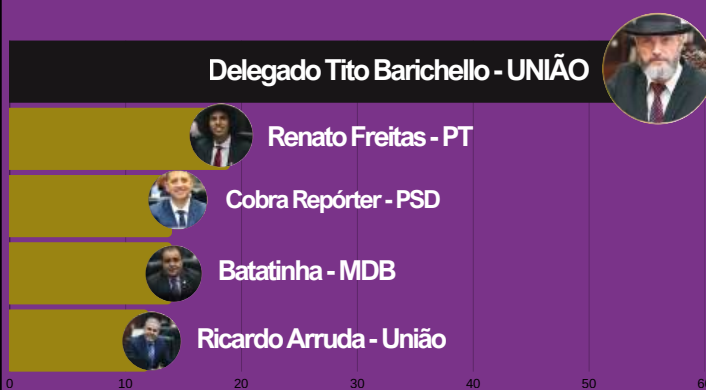 Delegado Tito Barichello - UNIÃO
Renato Freitas - PT
Cobra Repórter - PSD
Batatinha - MDB
Ricardo Arruda - União
0 10 20 30 40 50